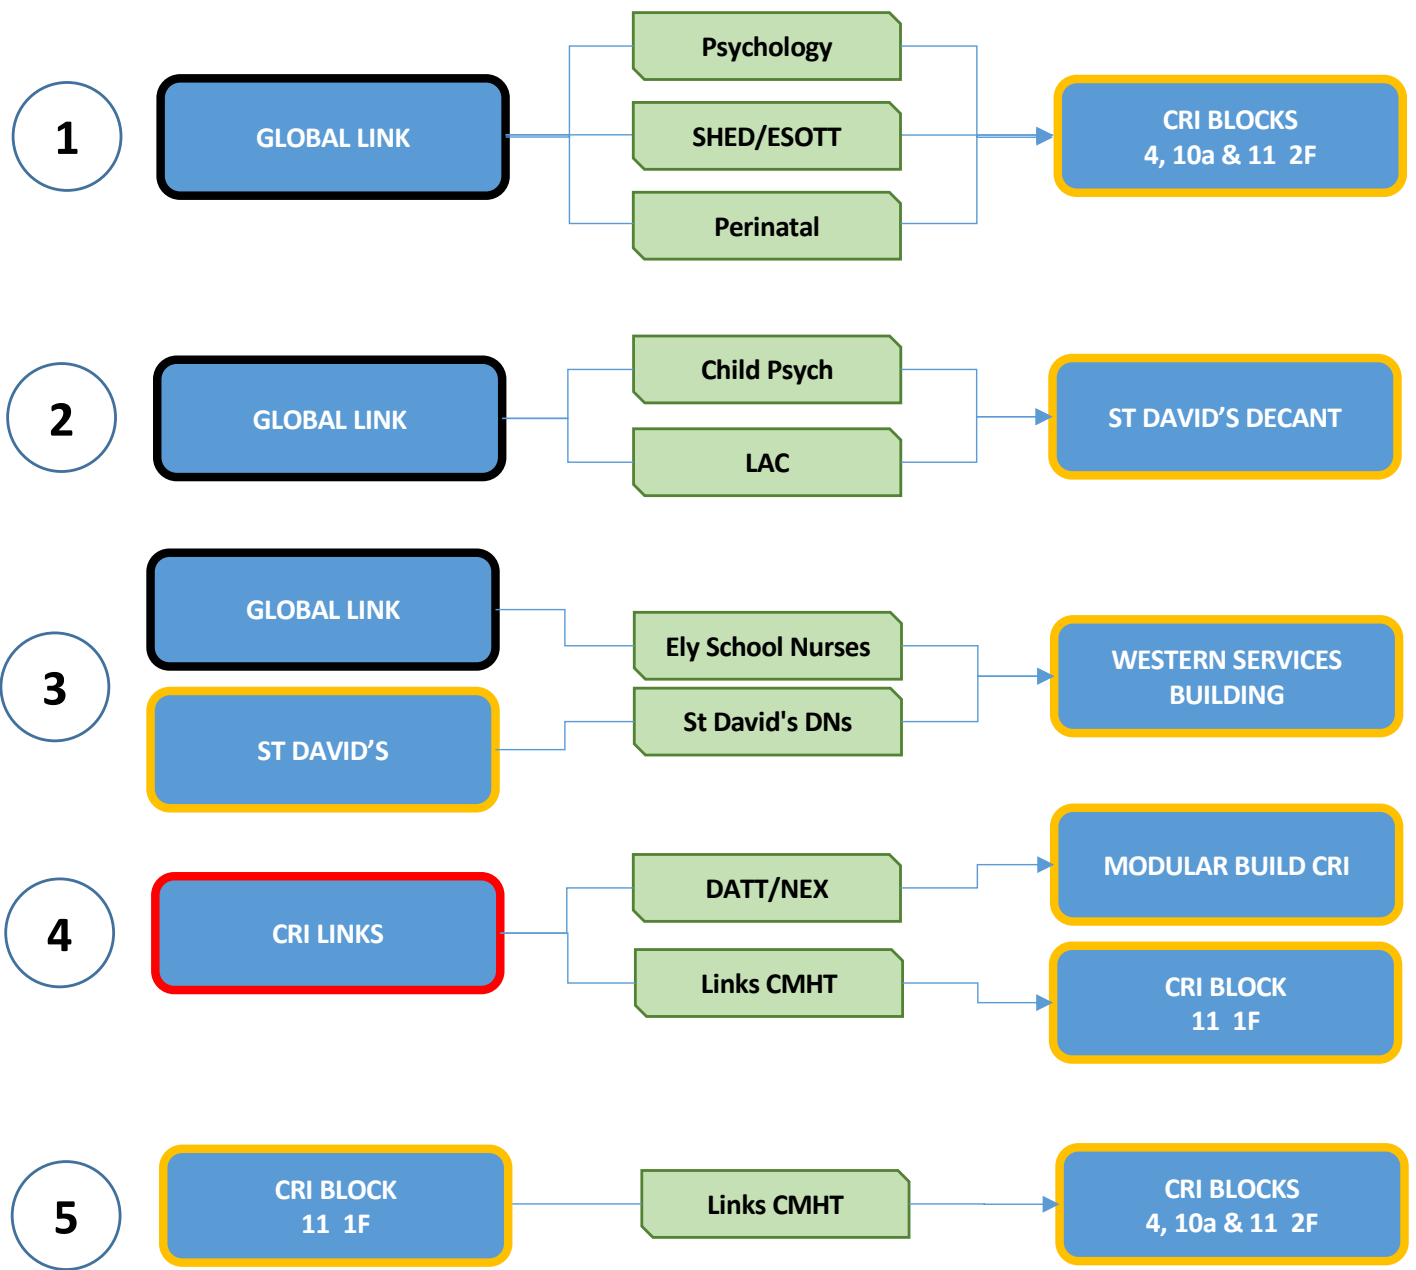 1
GLOBAL LINK
Psychology
SHED/ESOTT
Perinatal
CRI BLOCKS
4, 10a & 11  2F
2
GLOBAL LINK
Child Psych
LAC
ST DAVID’S DECANT
3
GLOBAL LINK
ST DAVID’S
Ely School Nurses
St David's DNs
WESTERN SERVICES
BUILDING
4
CRI LINKS
DATT/NEX
Links CMHT
MODULAR BUILD CRI
CRI BLOCK
11  1F
5
CRI BLOCK
11  1F
Links CMHT
CRI BLOCKS
4, 10a & 11  2F